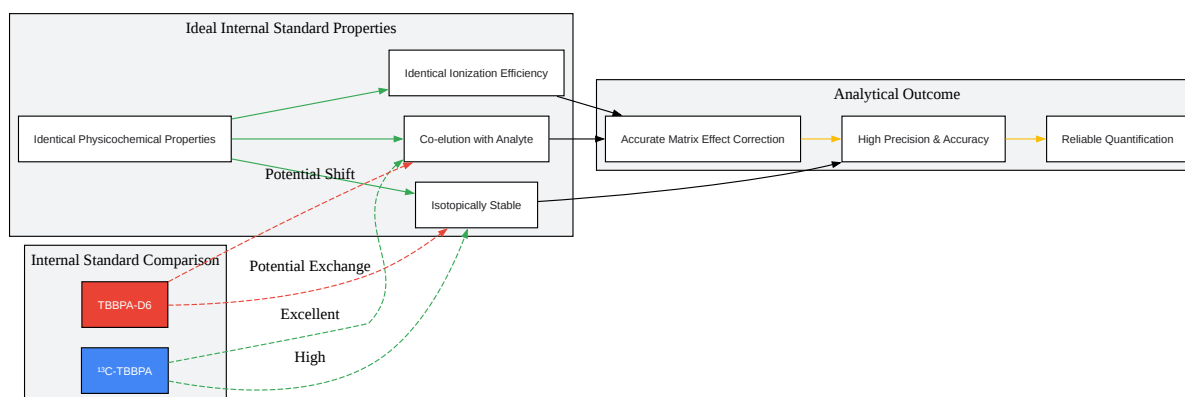 Ideal Internal Standard Properties
Identical Ionization Efficiency
Analytical Outcome
Identical Physicochemical Properties
Co-elution with Analyte
Accurate Matrix Effect Correction
High Precision & Accuracy
Reliable Quantification
Potential Shift
Isotopically Stable
Internal Standard Comparison
Potential Exchange
TBBPA-D6
Excellent
High
¹³C-TBBPA